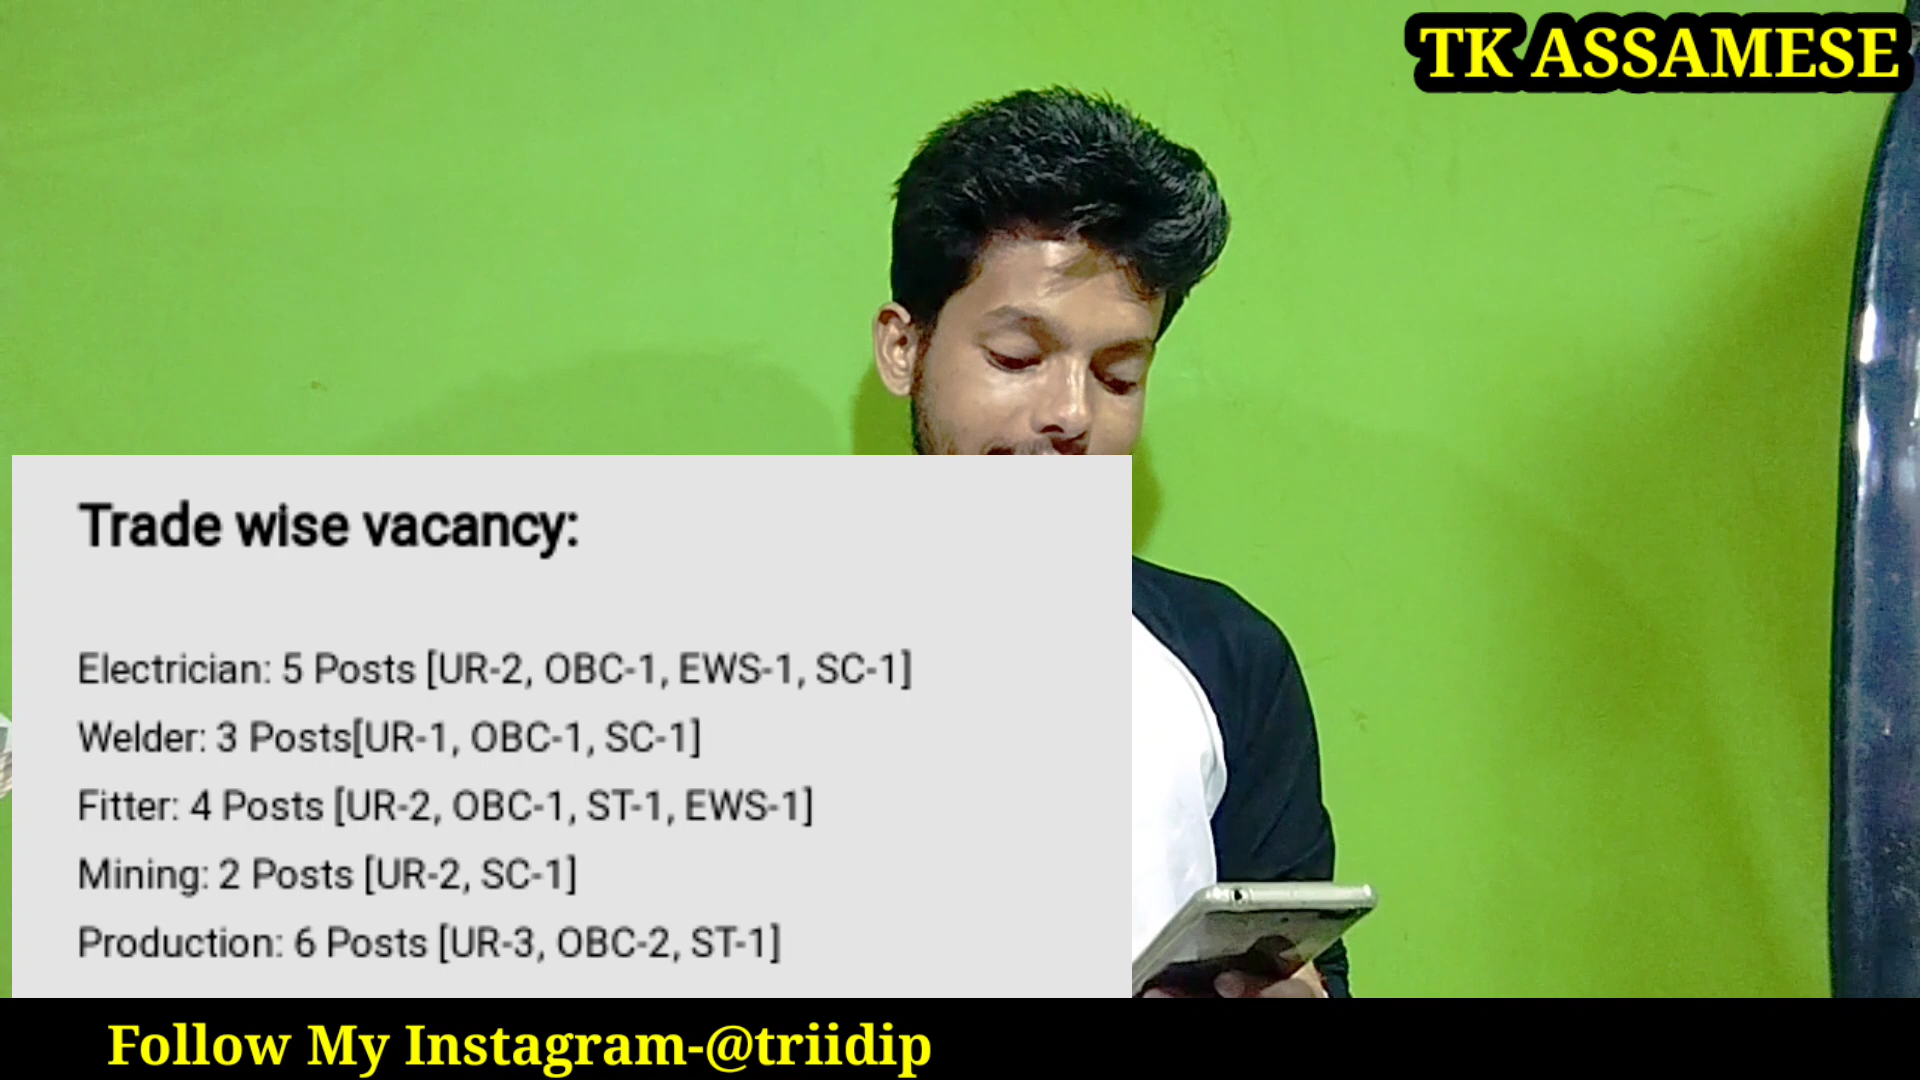 TK ASSAMESE
Trade wise vacancy:
Electrician: 5 Posts [UR-2, OBC-1, EWS-1, SC-1]
Welder: 3 Posts[UR-1, OBC-1, SC-1]
Fitter: 4 Posts [UR-2, OBC-1, ST-1, EWS-1]
Mining: 2 Posts [UR-2, SC-1]
Production: 6 Posts [UR-3, OBC-2, ST-1]
Follow My Instagram-@triidip